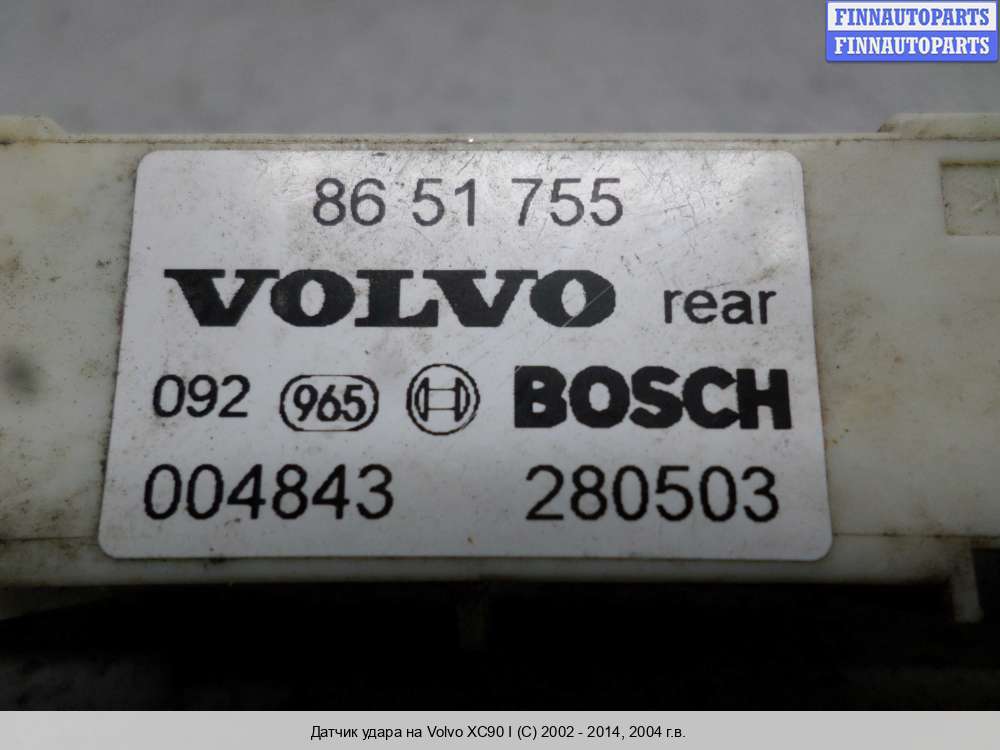 FINNAUTOPARTS
FINNAUTOPARTS
86 51 755
VOLVO rear
092 965 BOSCH
004843 280503
Датчик удара на Volvo XC90 I (C) 2002 - 2014, 2004 г.в.